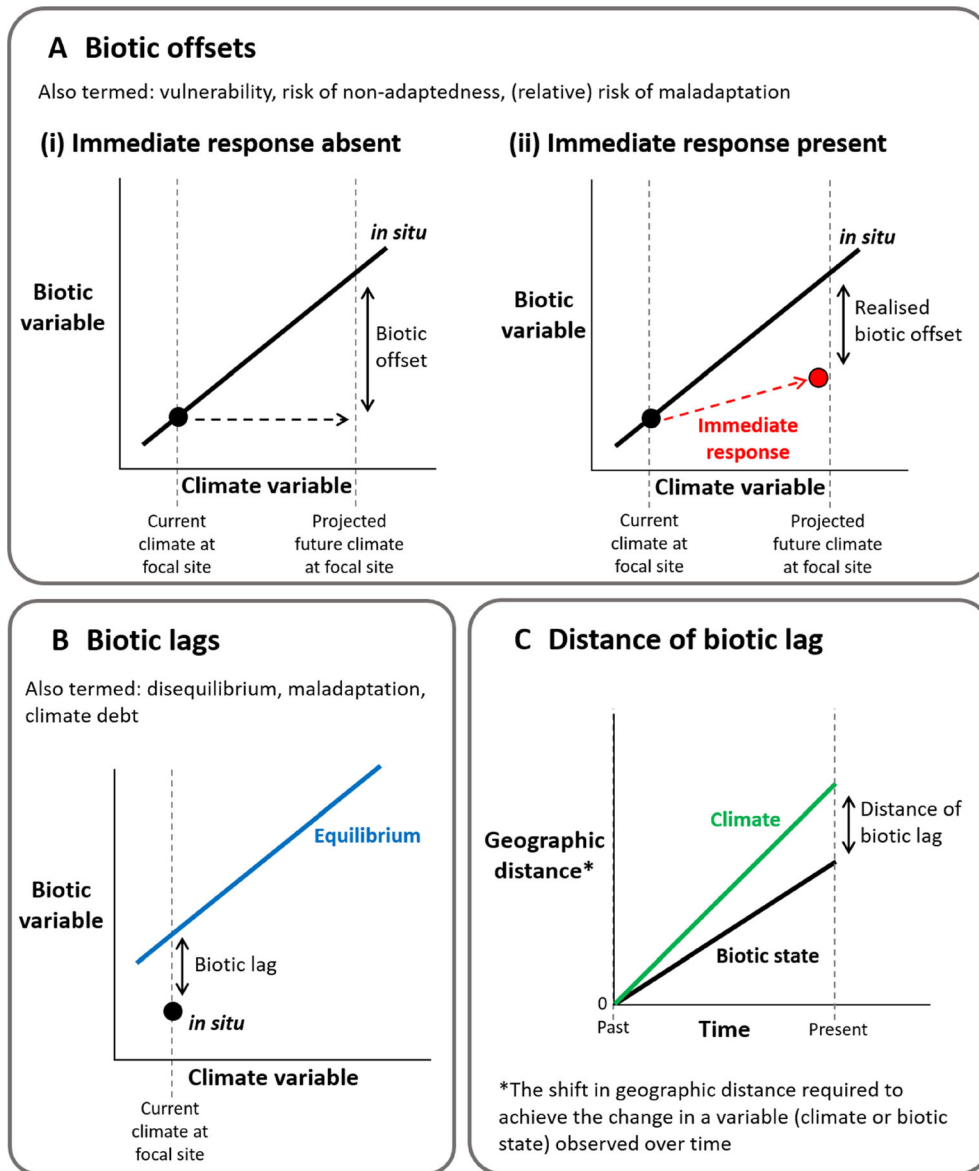 A Biotic offsets
Also termed: vulnerability, risk of non-adaptedness, (relative) risk of maladaptation
(i) Immediate response absent
in situ
Biotic
variable
Biotic
offset
Climate variable
Current
climate at
focal site
Projected
future climate
at focal site
(ii) Immediate response present
in situ
Biotic
variable
Realised
biotic offset
Immediate
response
Climate variable
Current
climate at
focal site
Projected
future climate
at focal site
B Biotic lags
Also termed: disequilibrium, maladaptation,
climate debt
Equilibrium
Biotic
variable
Biotic lag
in situ
Climate variable
Current
climate at
focal site
C Distance of biotic lag
Climate
Distance of
biotic lag
Geographic
distance*
Biotic state
0
Past
Time
Present
*The shift in geographic distance required to
achieve the change in a variable (climate or biotic
state) observed over time